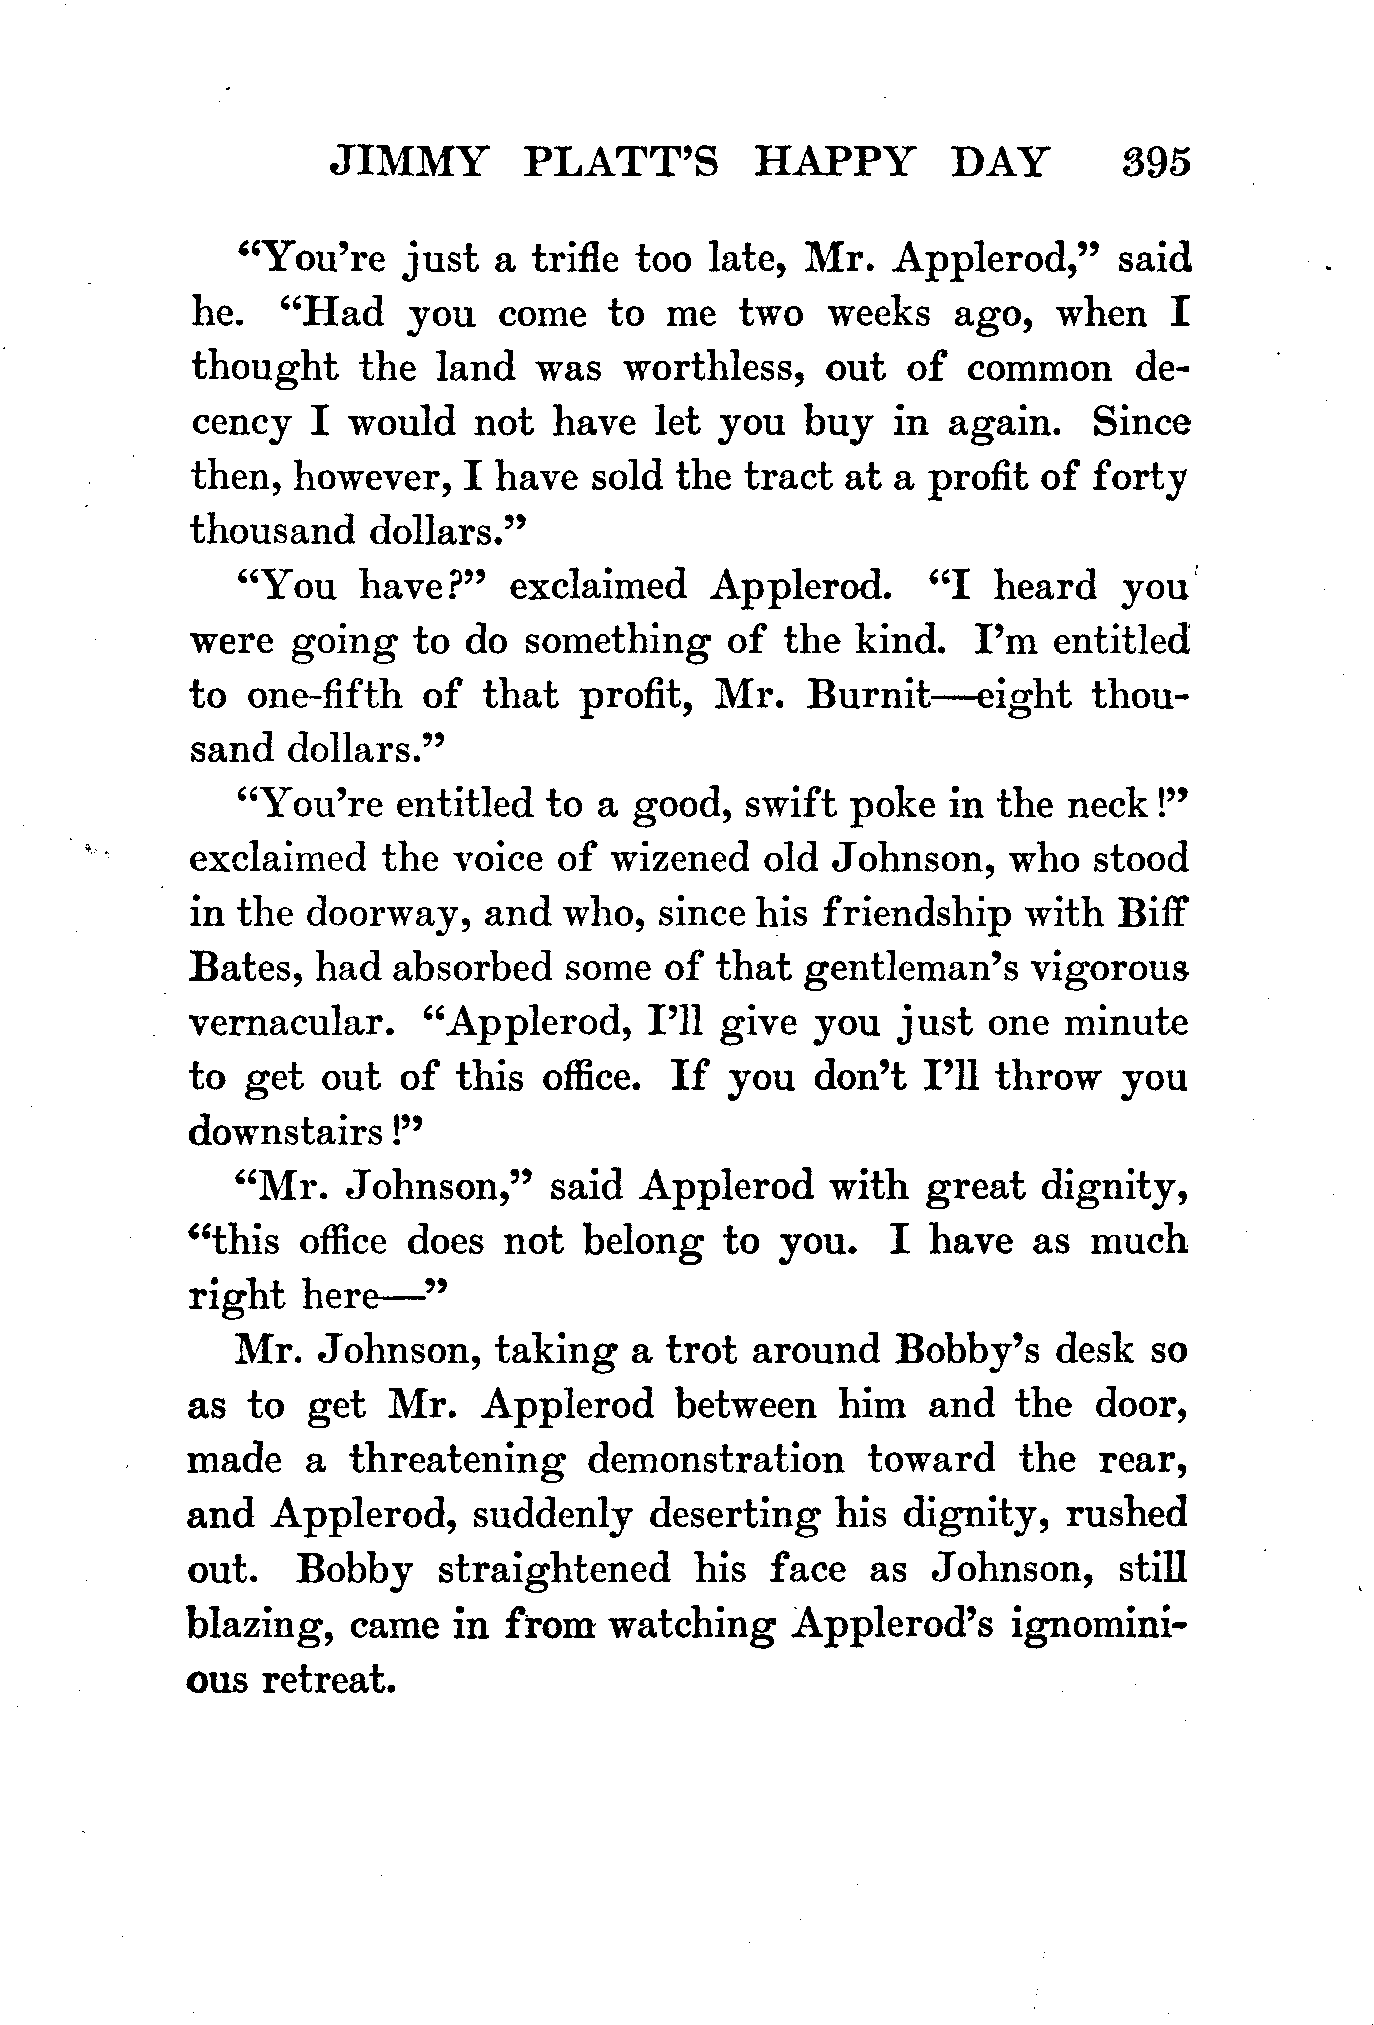 JIMMY PLATT'S HAPPY DAY 395
“You're just a trifle too late, Mr. Applerod,” said
he. “Had you come to me two weeks ago, when I
thought the land was worthless, out of common de-
cency I would not have let you buy in again. Since
then, however, I have sold the tract at a profit of forty
thousand dollars.”
“You have?” exclaimed Applerod. “I heard you
were going to do something of the kind. I'm entitled
to one-fifth of that profit, Mr. Burnit—eight thou-
sand dollars.”
“You're entitled to a good, swift poke in the neck!”
exclaimed the voice of wizened old Johnson, who stood
in the doorway, and who, since his friendship with Biff
Bates, had absorbed some of that gentleman's vigorous
vernacular. “Applerod, I'll give you just one minute
to get out of this office. If you don't I'll throw you
downstairs!”
“Mr. Johnson,” said Applerod with great dignity,
“this office does not belong to you. I have as much
right here—”
Mr. Johnson, taking a trot around Bobby's desk so
as to get Mr. Applerod between him and the door,
made a threatening demonstration toward the rear,
and Applerod, suddenly deserting his dignity, rushed
out. Bobby straightened his face as Johnson, still
blazing, came in from watching Applerod's ignomini-
ous retreat.